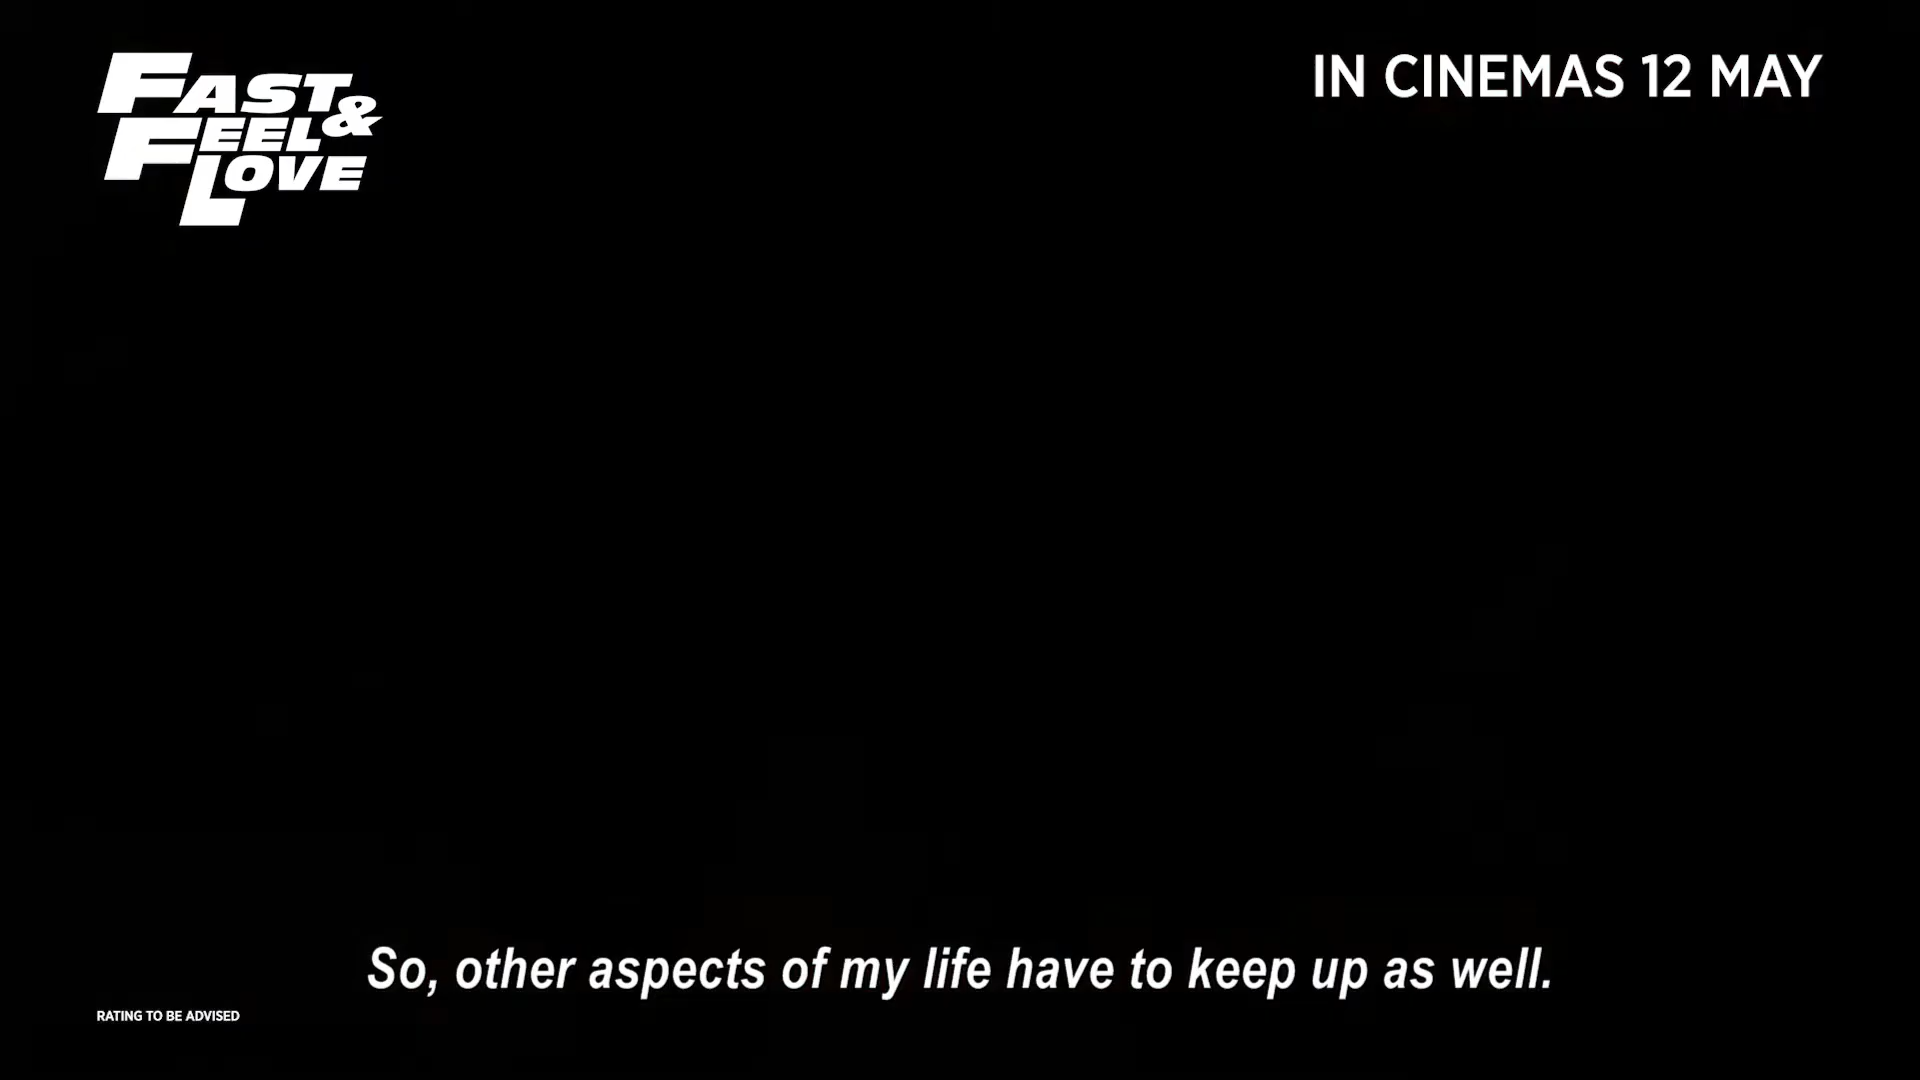 FAST &
FEEL
LOVE
IN CINEMAS 12 MAY
So, other aspects of my life have to keep up as well.
RATING TO BE ADVISED